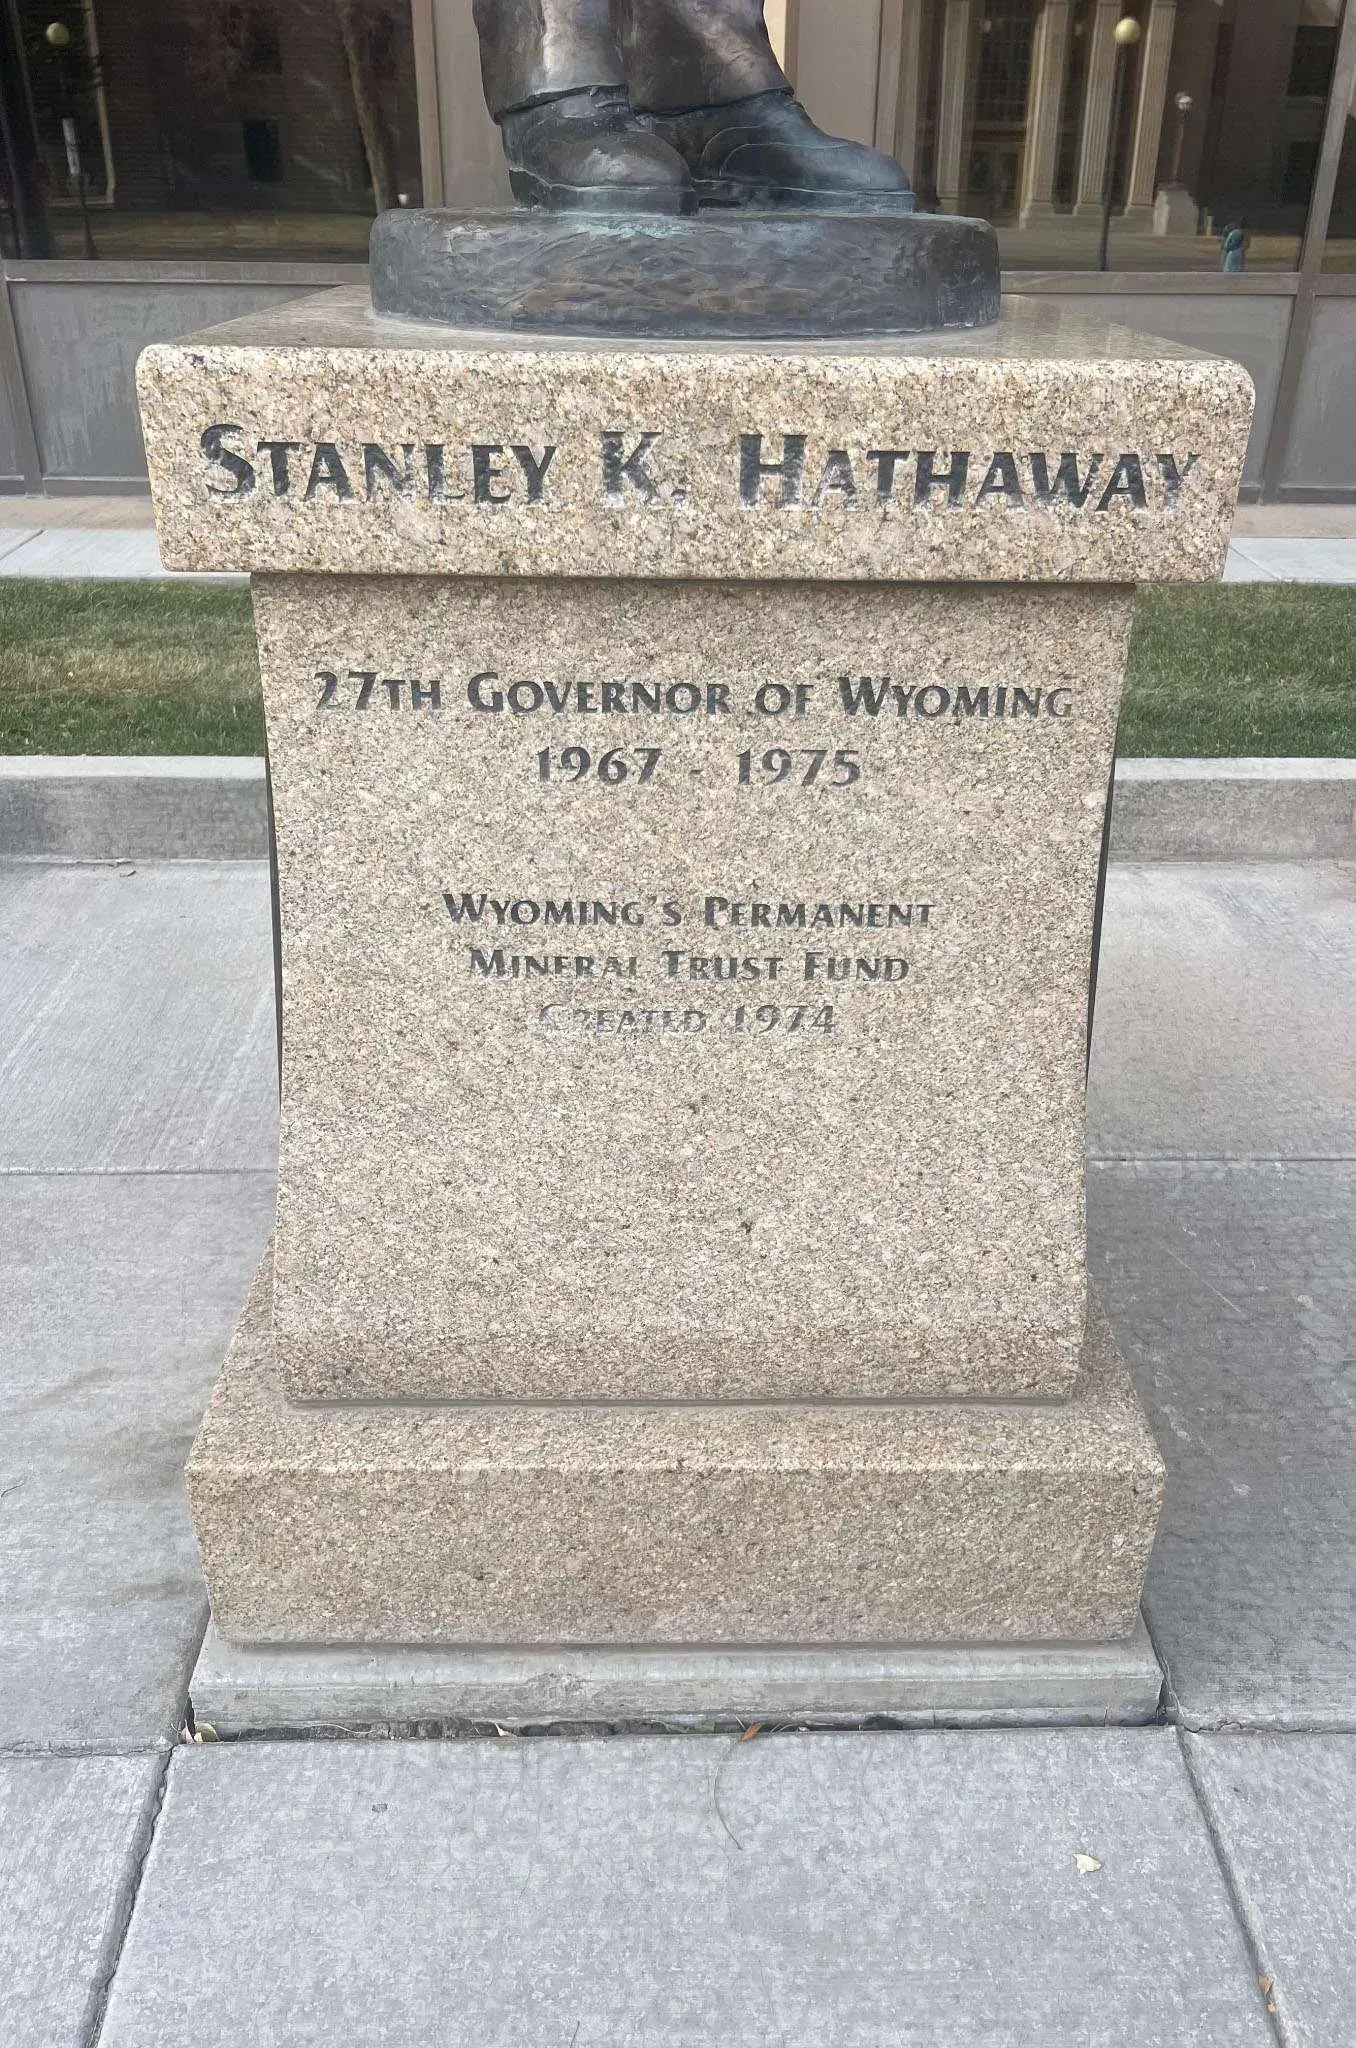 STANLEY K. HATHAWAY
27TH GOVERNOR OF WYOMING
1967 - 1975
WYOMING'S PERMANENT
MINERAL TRUST FUND
CREATED 1974